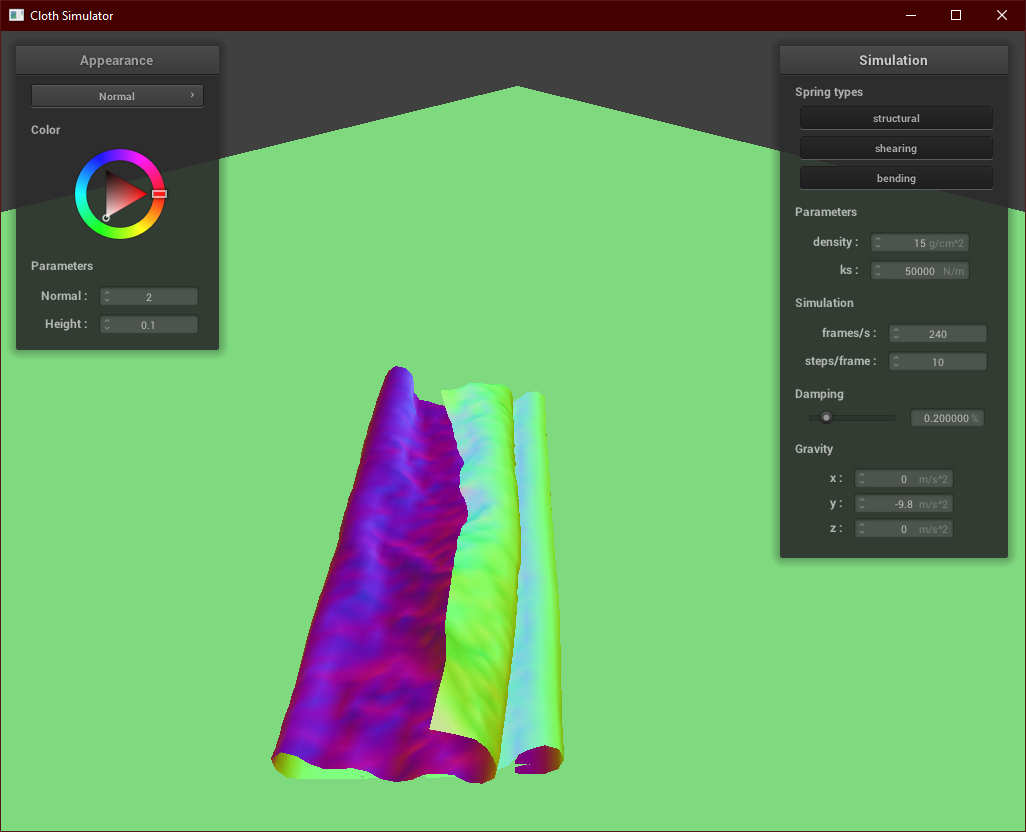 Cloth Simulator
Appearance
Normal
Color
Parameters
Normal : 2
Height : 0.1
Simulation
Spring types
structural
shearing
bending
Parameters
density : 15 g/cm^2
ks : 50000 N/m
Simulation
frames/s : 240
steps/frame : 10
Damping
0.200000 %
Gravity
x : 0 m/s^2
y : -9.8 m/s^2
z : 0 m/s^2